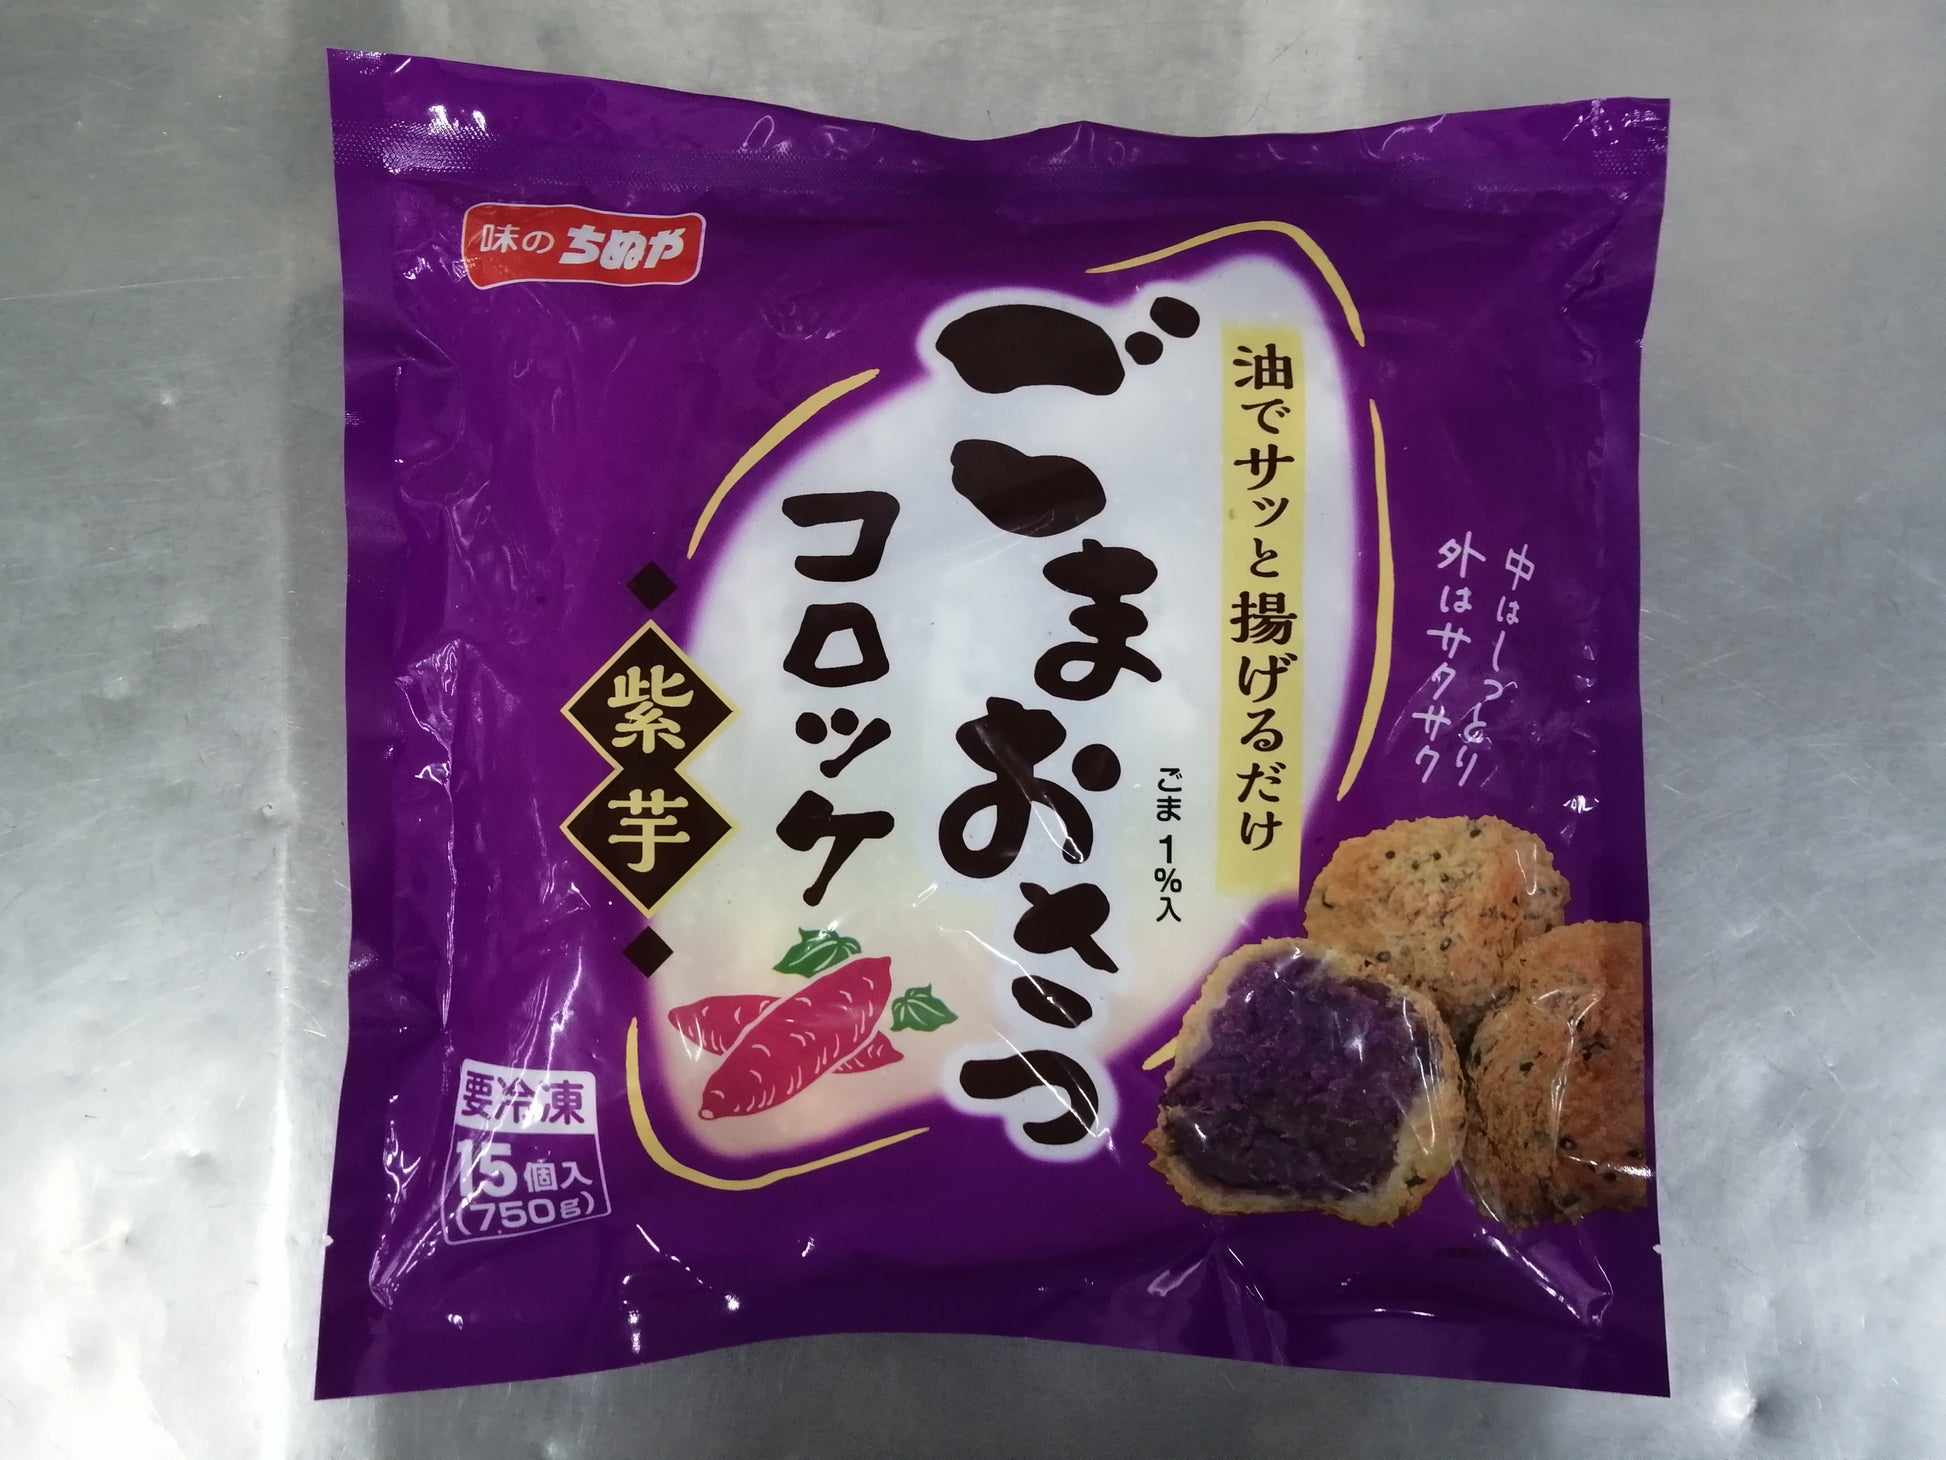 味のちぬや
油でサッと揚げるだけ
ごまおさつ
コロッケ
ごま1%入
紫芋
中はしっとり
外はサクサク
要冷凍
15個入
(750g)